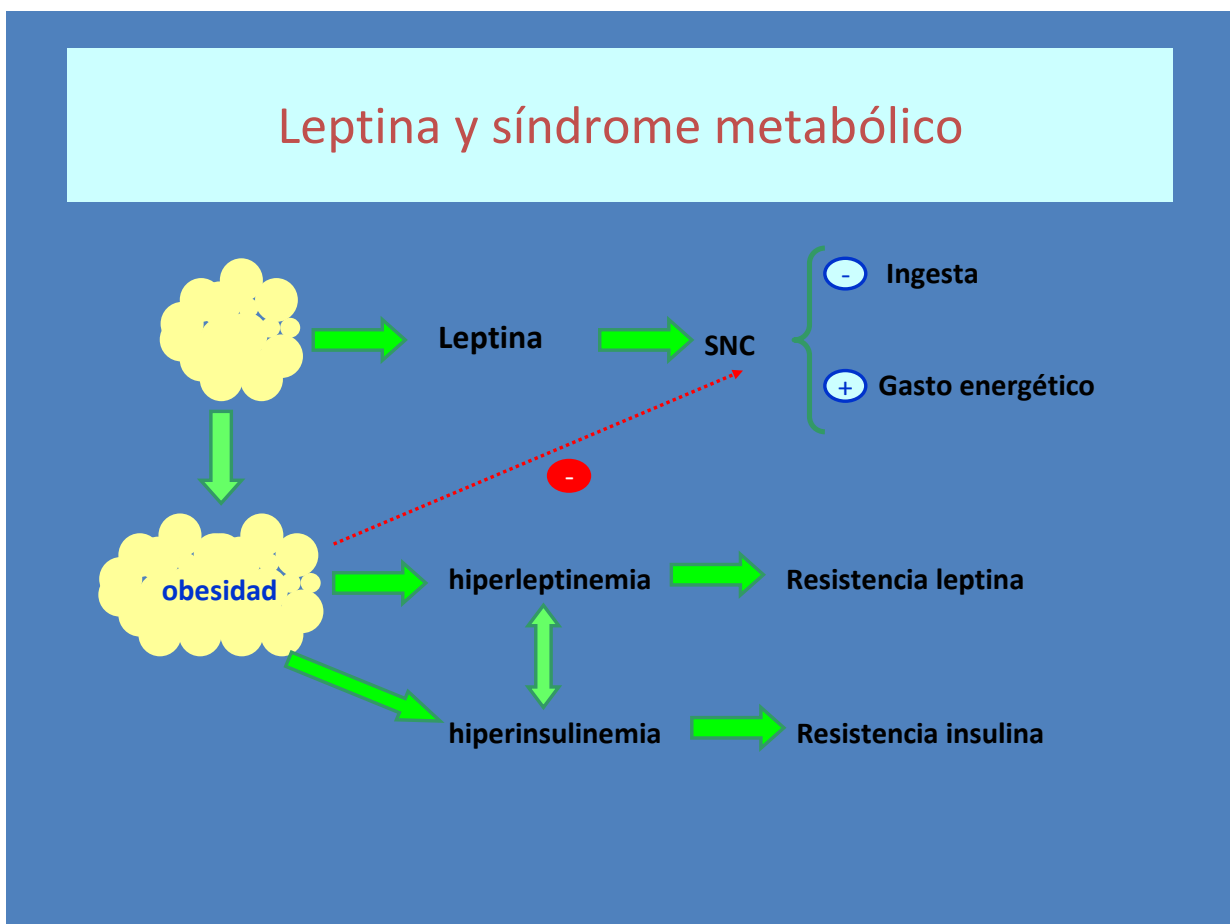 Leptina y síndrome metabólico
- Ingesta
Leptina
SNC
+ Gasto energético
-
obesidad
hiperleptinemia
Resistencia leptina
hiperinsulinemia
Resistencia insulina